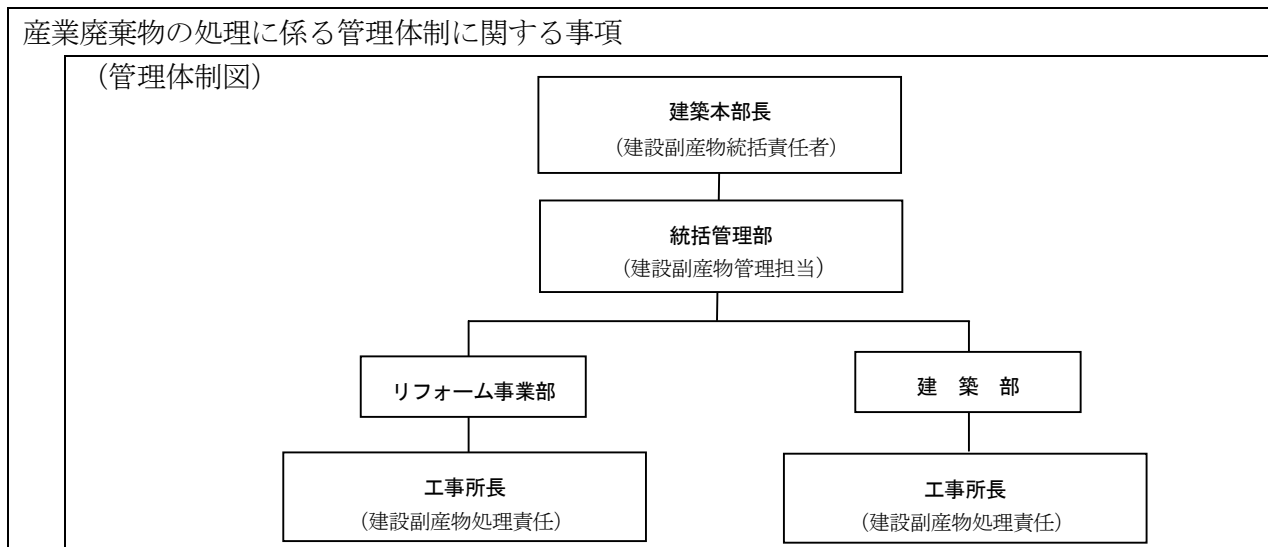 産業廃棄物の処理に係る管理体制に関する事項
（管理体制図）
建築本部長
（建設副産物統括責任者）
統括管理部
（建設副産物管理担当）
リフォーム事業部
建　築　部
工事所長
（建設副産物処理責任）
工事所長
（建設副産物処理責任）